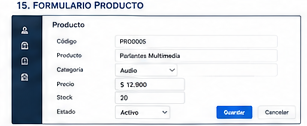 15. FORMULARIO PRODUCTO
Producto
Código PRO0005
Producto Parlantes Multimedia
Categoría Audio
Precio $ 12.900
Stock 20
Estado Activo Guardar Cancelar